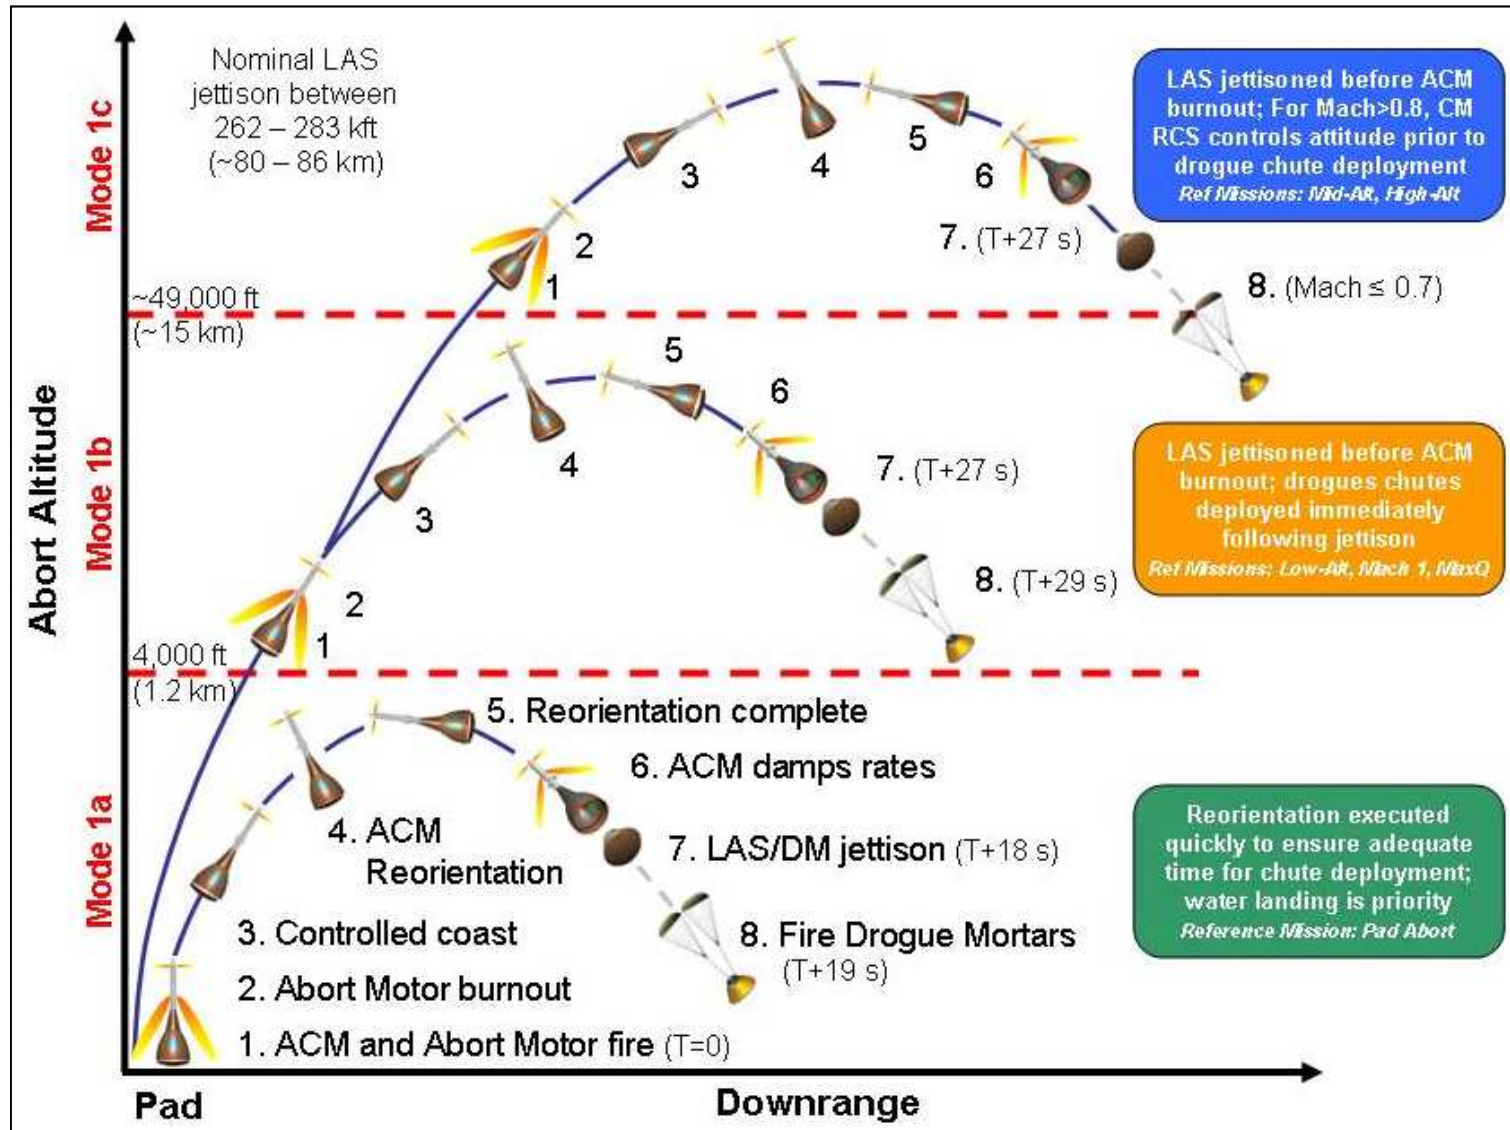 Nominal LAS
jettison between
262 – 283 kft
(~80 – 86 km)
LAS jettisoned before ACM
burnout; For Mach>0.8, CM
RCS controls attitude prior to
drogue chute deployment
Ref Missions: Mid-Alt, High-Alt
Mode 1c
1
2
3
4
5
6
7. (T+27 s)
8. (Mach ≤ 0.7)
~49,000 ft
(~15 km)
Abort Altitude
Mode 1b
1
2
3
4
5
6
7. (T+27 s)
8. (T+29 s)
LAS jettisoned before ACM
burnout; drogues chutes
deployed immediately
following jettison
Ref Missions: Low-Alt, Mach 1, MaxQ
4,000 ft
(1.2 km)
Mode 1a
5. Reorientation complete
6. ACM damps rates
4. ACM
Reorientation
7. LAS/DM jettison (T+18 s)
3. Controlled coast
8. Fire Drogue Mortars
(T+19 s)
2. Abort Motor burnout
1. ACM and Abort Motor fire (T=0)
Reorientation executed
quickly to ensure adequate
time for chute deployment;
water landing is priority
Reference Mission: Pad Abort
Pad
Downrange